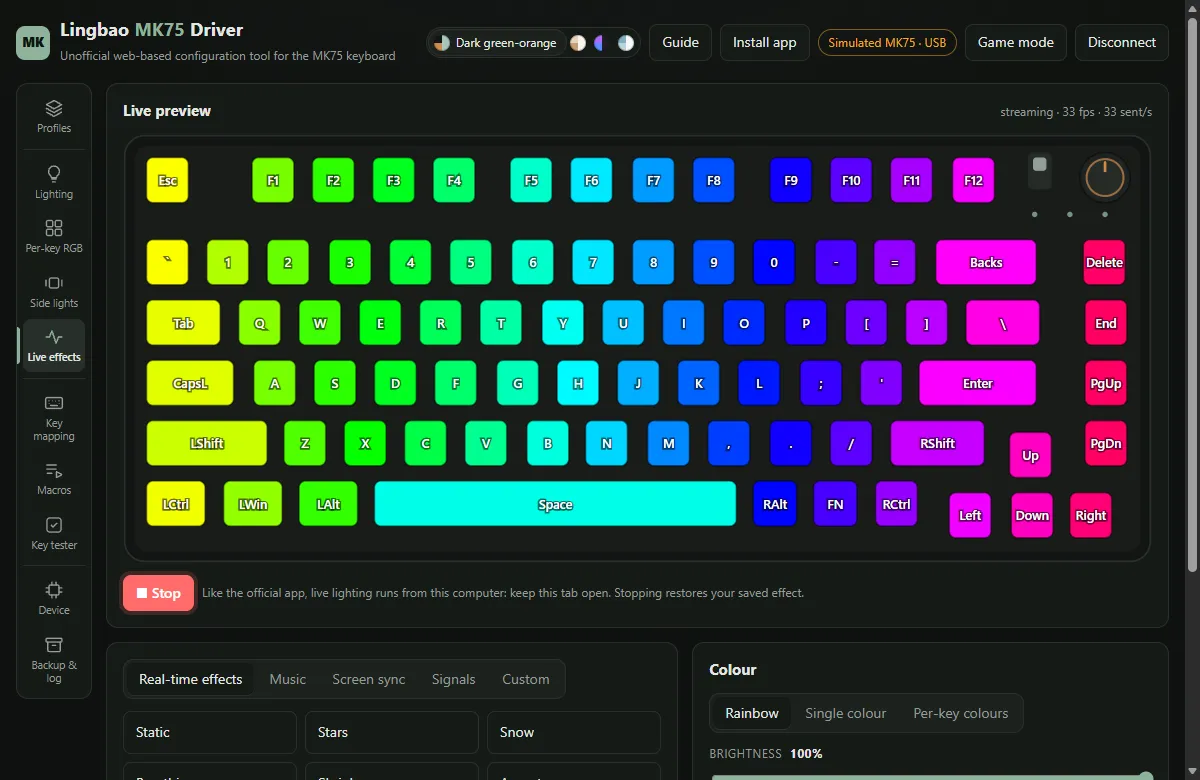 MK
Lingbao MK75 Driver
Unofficial web-based configuration tool for the MK75 keyboard
Dark green-orange
Guide
Install app
Simulated MK75 · USB
Game mode
Disconnect
Profiles
Lighting
Per-key RGB
Side lights
Live effects
Key mapping
Macros
Key tester
Device
Backup & log
Live preview
streaming · 33 fps · 33 sent/s
Esc F1 F2 F3 F4 F5 F6 F7 F8 F9 F10 F11 F12
` 1 2 3 4 5 6 7 8 9 0 - = Backs Delete
Tab Q W E R T Y U I O P [ ] \ End
CapsL A S D F G H J K L ; ' Enter PgUp
LShift Z X C V B N M , . / RShift Up PgDn
LCtrl LWin LAlt Space RAlt FN RCtrl Left Down Right
Stop
Like the official app, live lighting runs from this computer: keep this tab open. Stopping restores your saved effect.
Real-time effects Music Screen sync Signals Custom
Static Stars Snow
Colour
Rainbow Single colour Per-key colours
BRIGHTNESS 100%